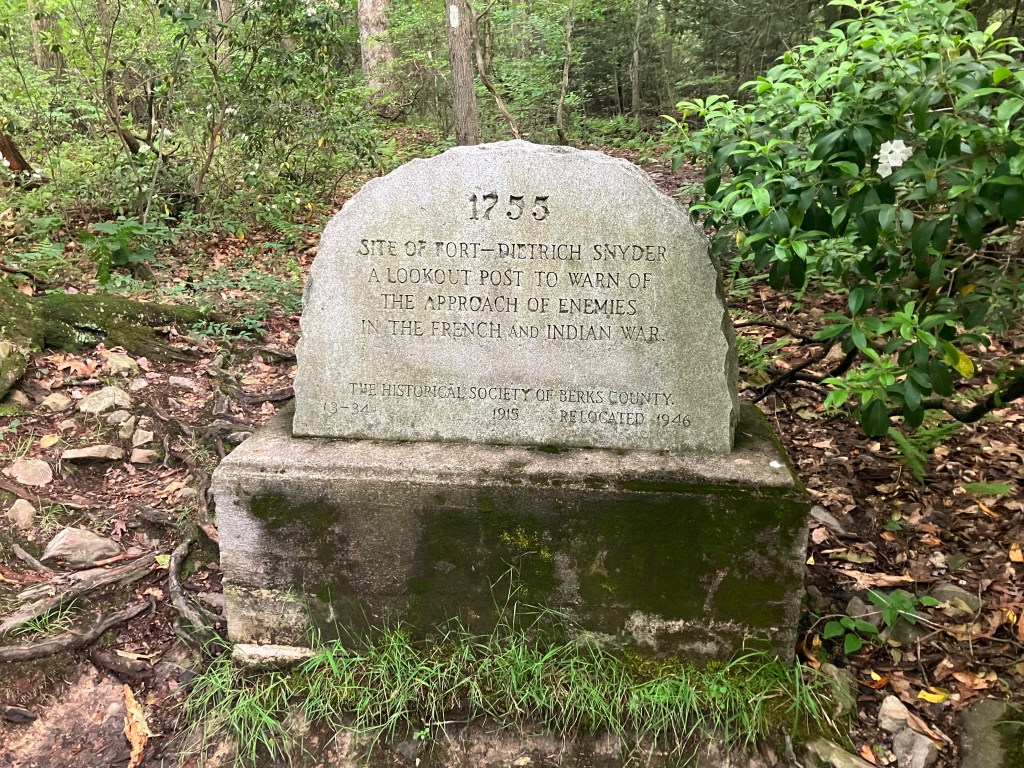 1755
SITE OF FORT–DIETRICH SNYDER
A LOOKOUT POST TO WARN OF
THE APPROACH OF ENEMIES
IN THE FRENCH AND INDIAN WAR.
THE HISTORICAL SOCIETY OF BERKS COUNTY.
13-34 1915 RELOCATED 1946